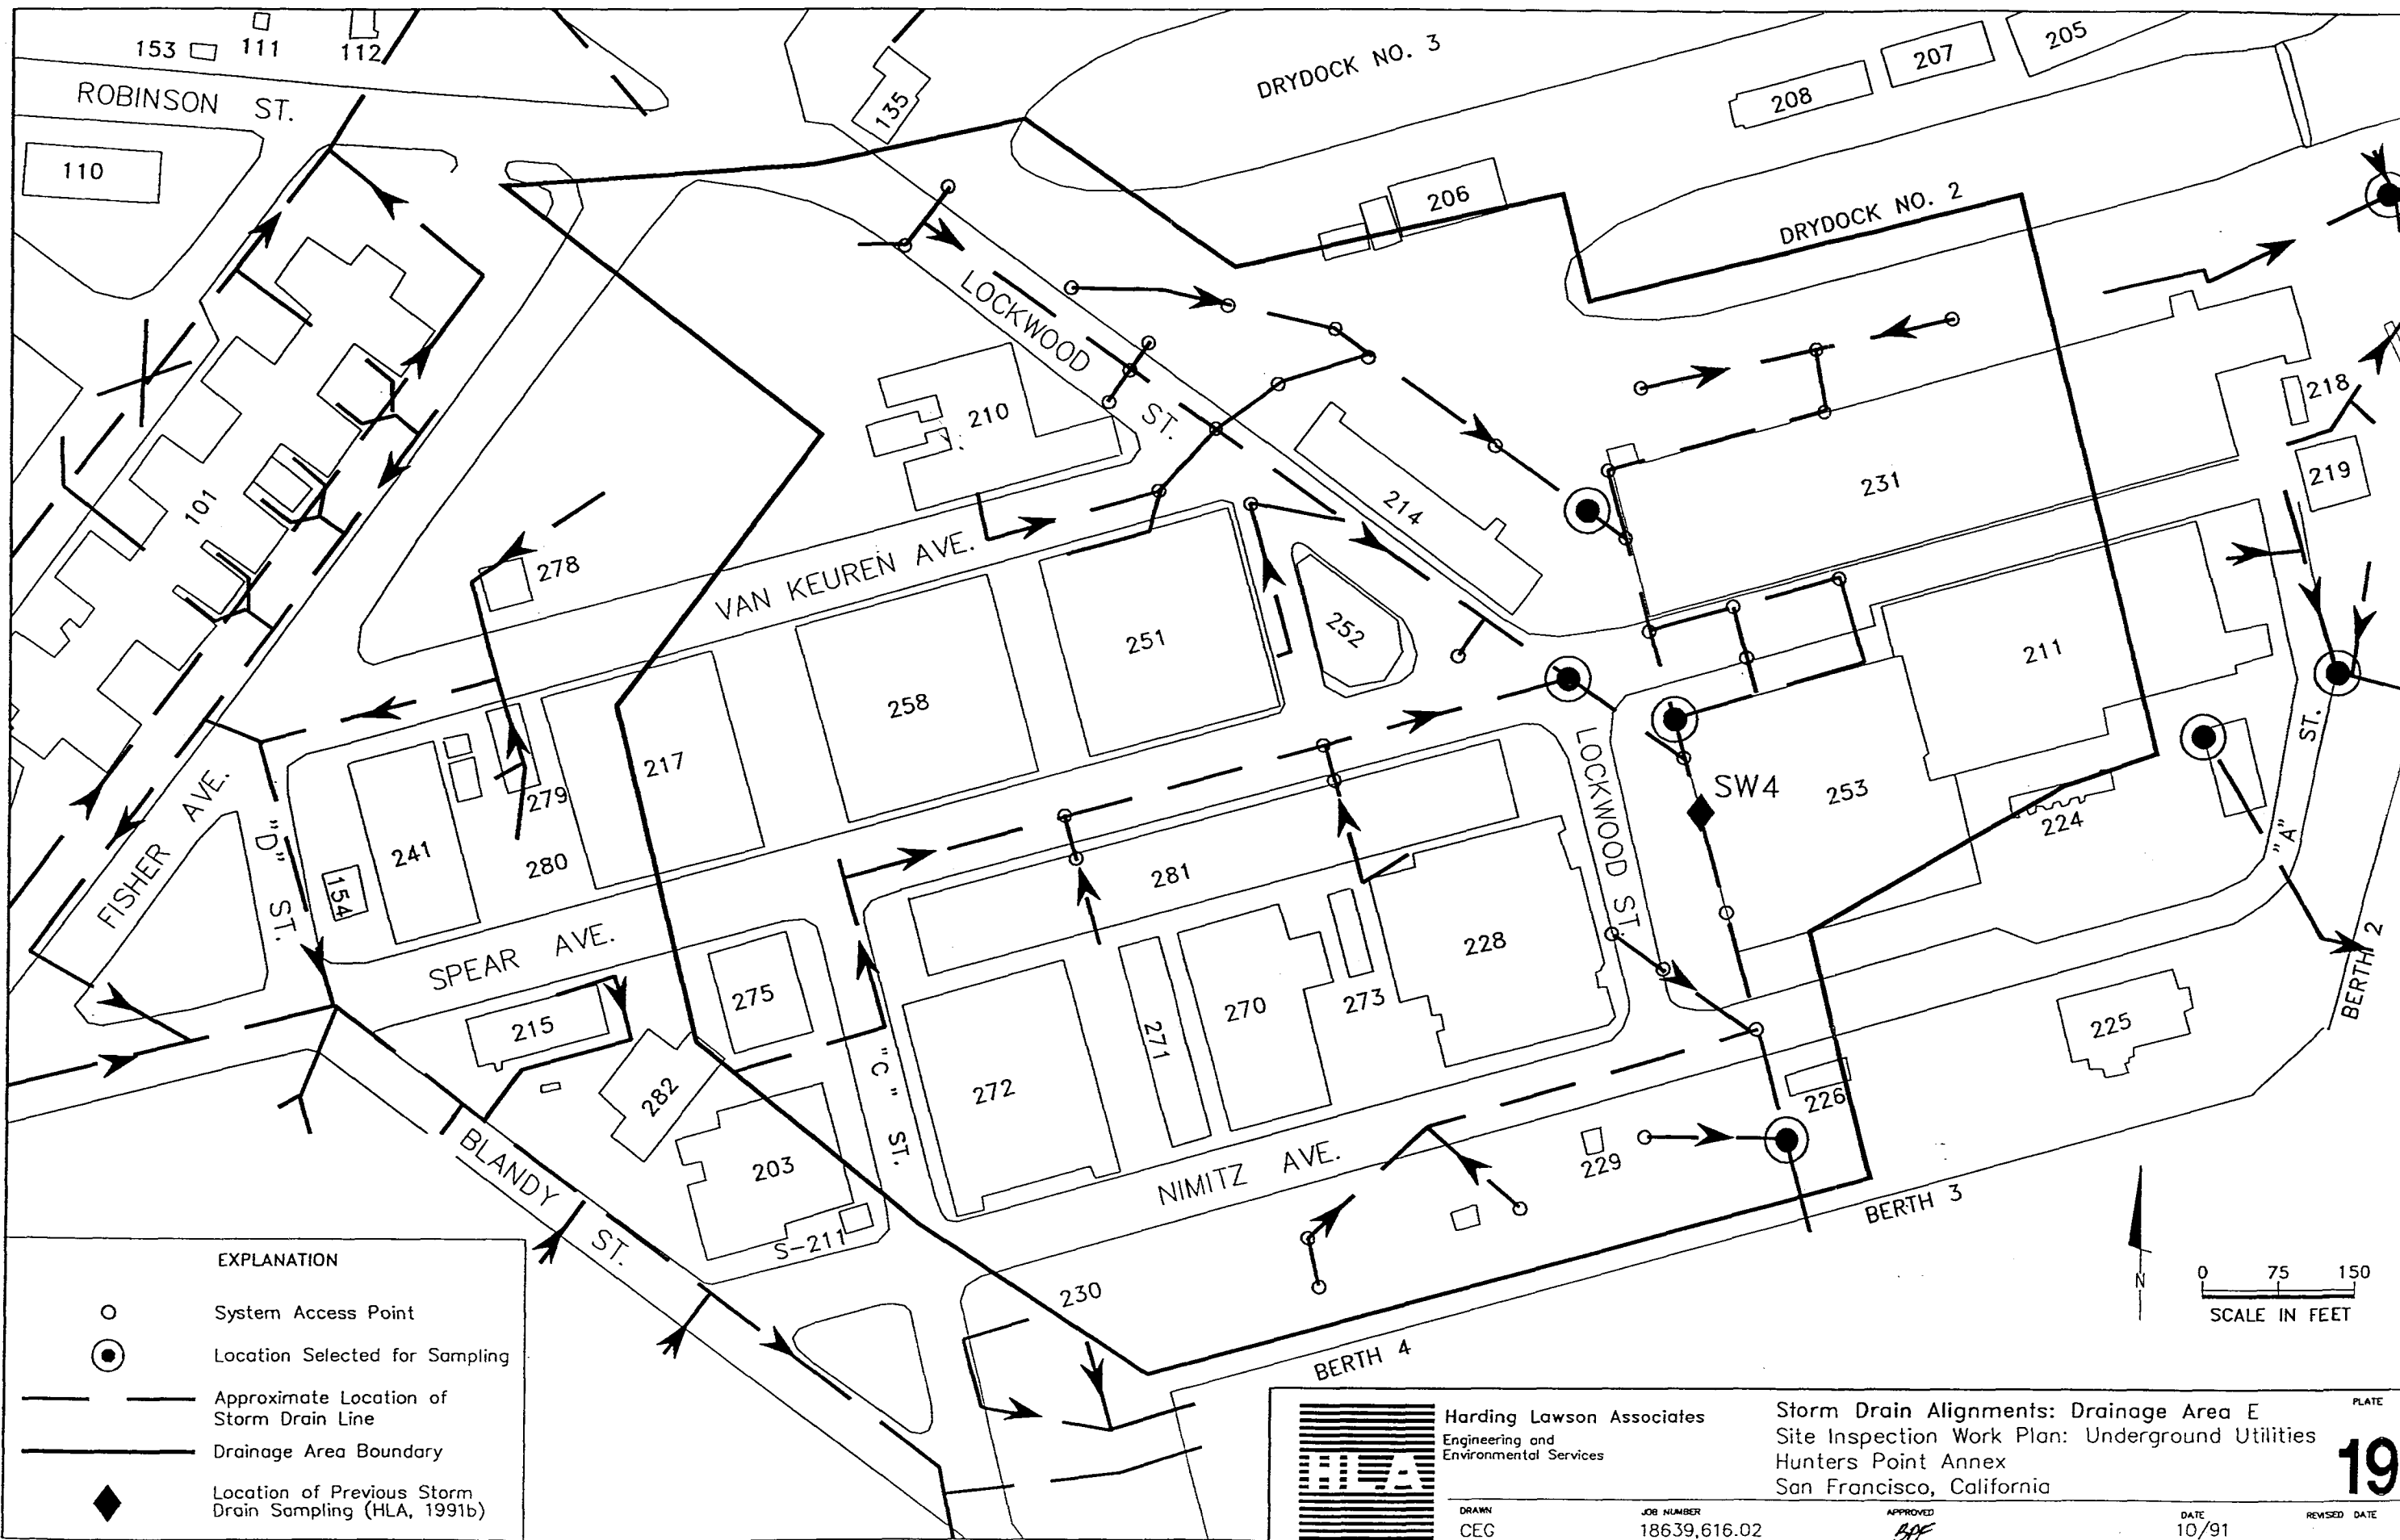 153
111
112
ROBINSON ST.
110
135
DRYDOCK NO. 3
205
207
208
206
DRYDOCK NO. 2
LOCKWOOD ST.
210
101
278
214
231
218
219
VAN KEUREN AVE.
252
251
258
217
211
FISHER AVE.
"D" ST.
279
280
241
154
SPEAR AVE.
LOCKWOOD ST.
SW4
253
224
"A" ST.
BERTH 2
281
228
273
270
271
272
275
215
282
203
"C" ST.
S-211
BLANDY ST.
NIMITZ AVE.
229
226
225
230
BERTH 3
BERTH 4
N
0 75 150
SCALE IN FEET
EXPLANATION
System Access Point
Location Selected for Sampling
Approximate Location of
Storm Drain Line
Drainage Area Boundary
Location of Previous Storm
Drain Sampling (HLA, 1991b)
HLA
Harding Lawson Associates
Engineering and
Environmental Services
Storm Drain Alignments: Drainage Area E
Site Inspection Work Plan: Underground Utilities
Hunters Point Annex
San Francisco, California
PLATE
19
DRAWN
CEG
JOB NUMBER
18639,616.02
APPROVED
DATE
10/91
REVISED DATE